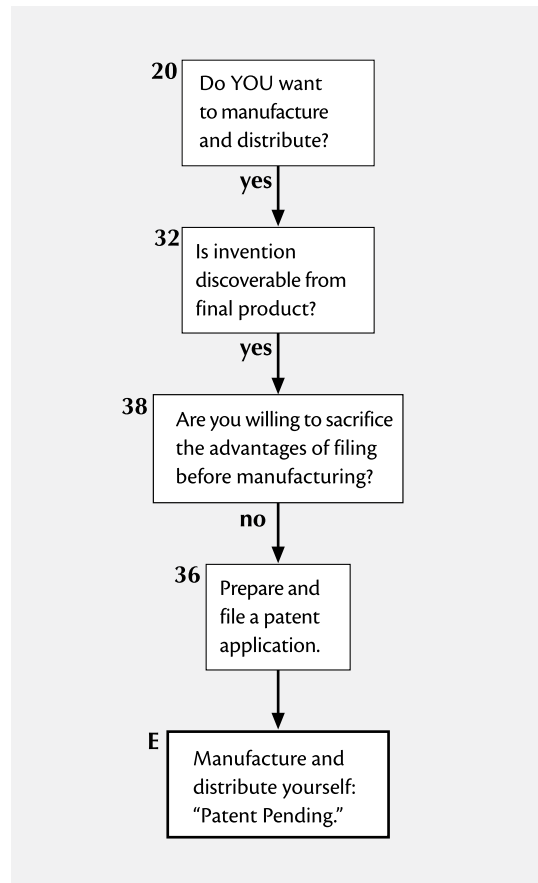 20
Do YOU want
to manufacture
and distribute?
yes
32
Is invention
discoverable from
final product?
yes
38
Are you willing to sacrifice
the advantages of filing
before manufacturing?
no
36
Prepare and
file a patent
application.
E
Manufacture and
distribute yourself:
“Patent Pending.”